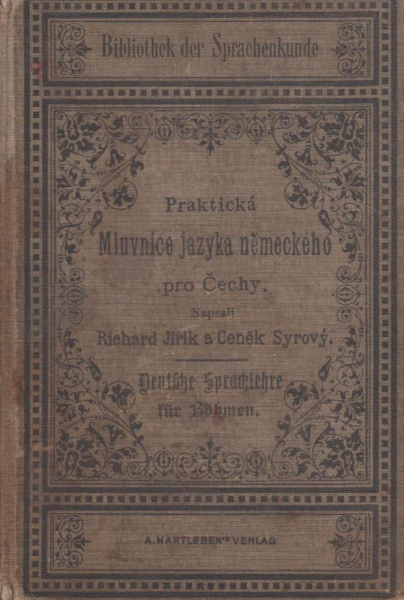 Bibliothek der Sprachenkunde
Praktická
Mluvnice jazyka německého
pro Čechy.
Napsali
Richard Jiřík a Ceněk Syrový.
Deutsche Sprachlehre
für Böhmen.
A. HARTLEBEN'S VERLAG